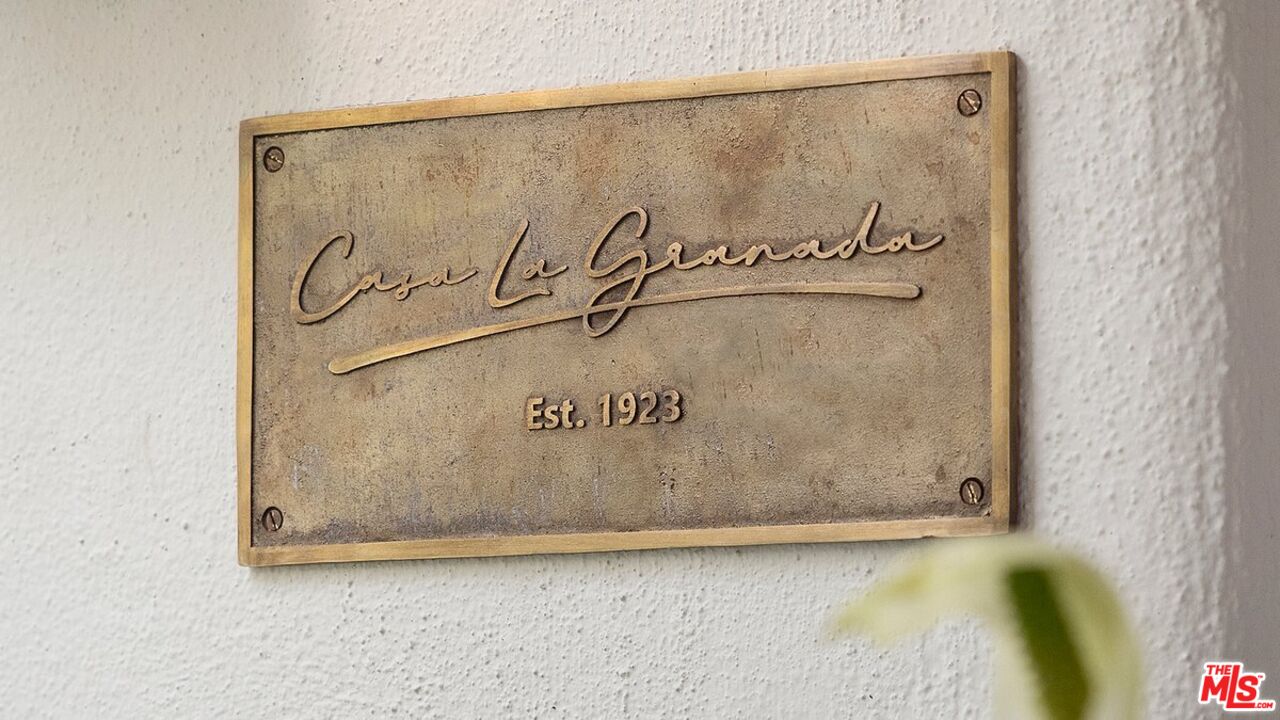 Casa La Granada
Est. 1923
THE
MLS
.COM